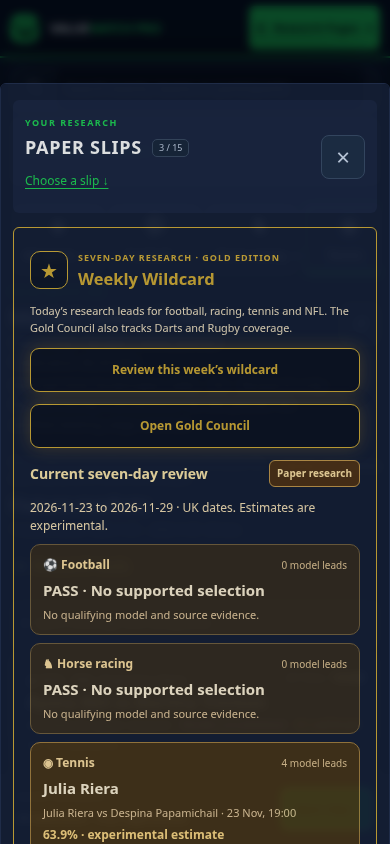 YOUR RESEARCH
PAPER SLIPS 3 / 15
Choose a slip ↓
×
SEVEN-DAY RESEARCH · GOLD EDITION
Weekly Wildcard
Today's research leads for football, racing, tennis and NFL. The
Gold Council also tracks Darts and Rugby coverage.
Review this week's wildcard
Open Gold Council
Current seven-day review
Paper research
2026-11-23 to 2026-11-29 · UK dates. Estimates are
experimental.
⚽ Football 0 model leads
PASS · No supported selection
No qualifying model and source evidence.
♞ Horse racing 0 model leads
PASS · No supported selection
No qualifying model and source evidence.
◉ Tennis 4 model leads
Julia Riera
Julia Riera vs Despina Papamichail · 23 Nov, 19:00
63.9% · experimental estimate